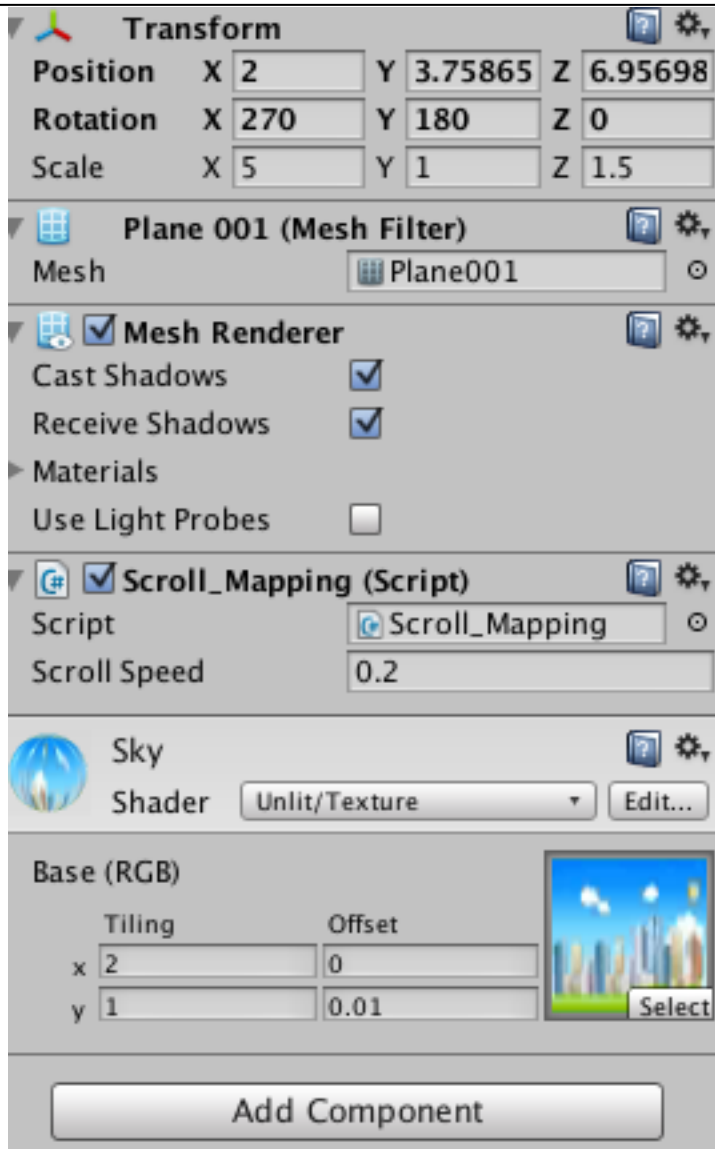 Transform
Position X 2 Y 3.75865 Z 6.95698
Rotation X 270 Y 180 Z 0
Scale X 5 Y 1 Z 1.5
Plane 001 (Mesh Filter)
Mesh Plane001
Mesh Renderer
Cast Shadows
Receive Shadows
Materials
Use Light Probes
Scroll_Mapping (Script)
Script Scroll_Mapping
Scroll Speed 0.2
Sky
Shader Unlit/Texture Edit...
Base (RGB)
Tiling Offset
x 2 0
y 1 0.01
Select
Add Component